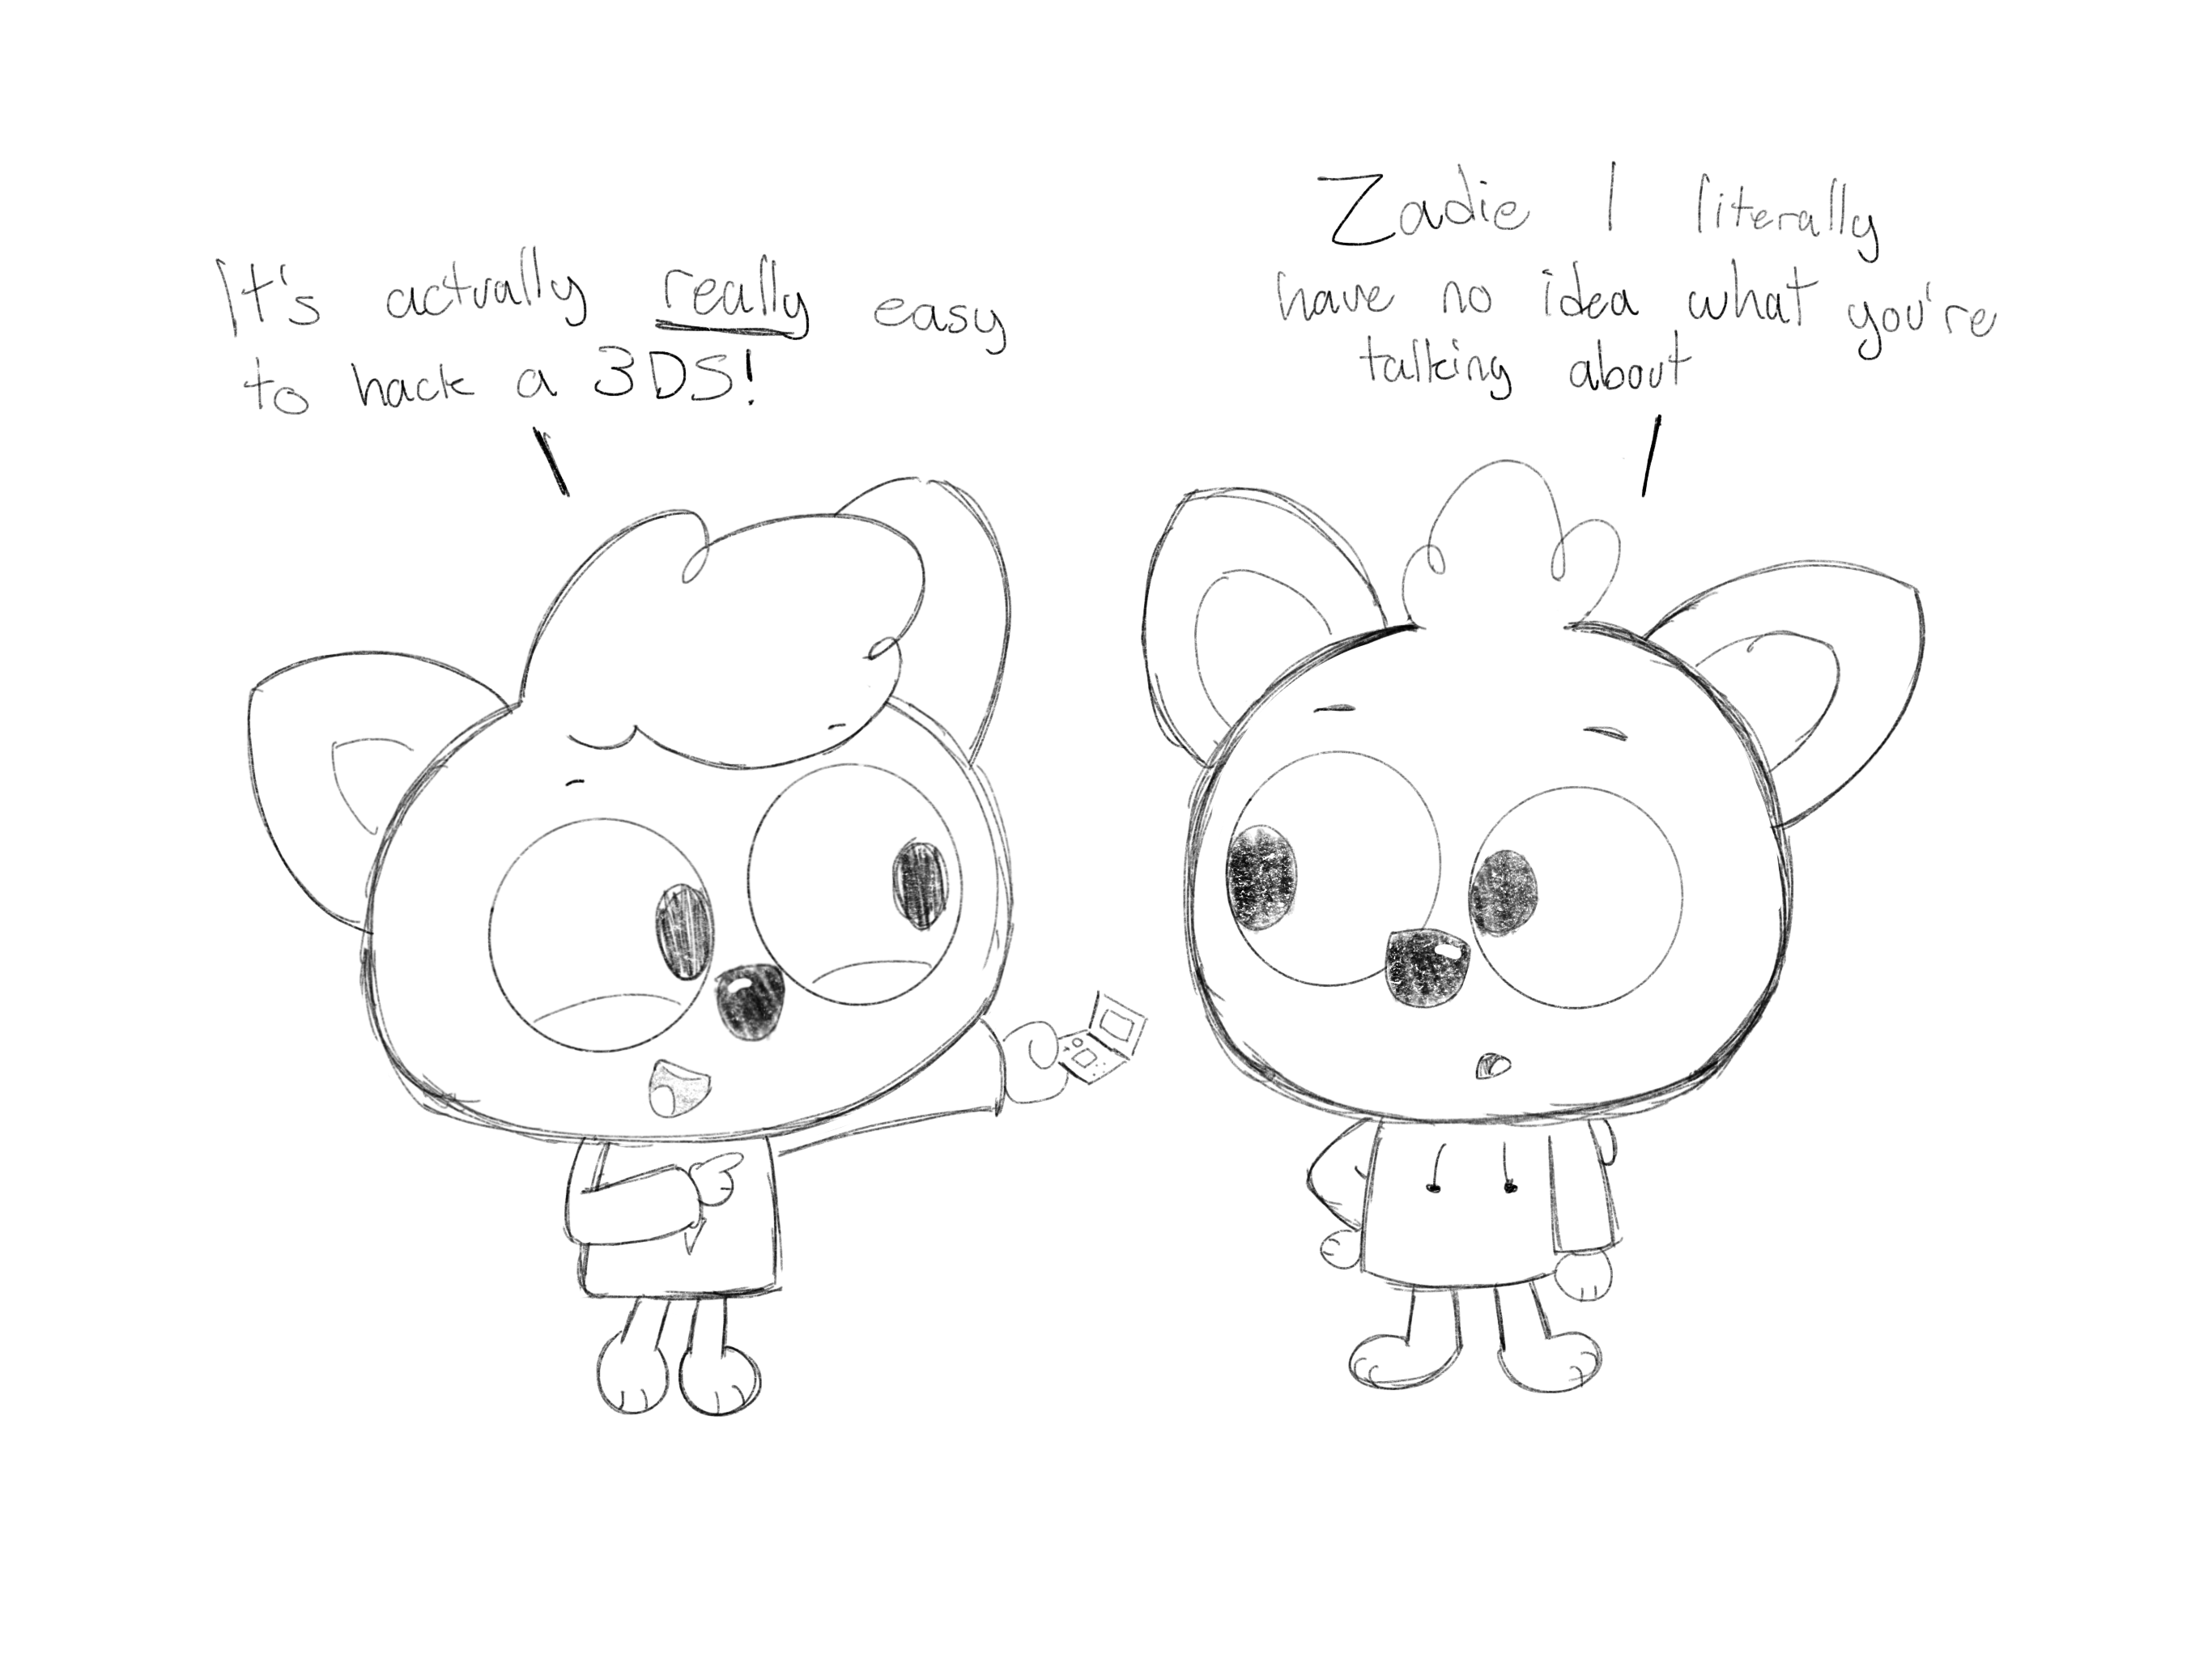 It's actually really easy
to hack a 3DS!
Zadie I literally
have no idea what you're
talking about